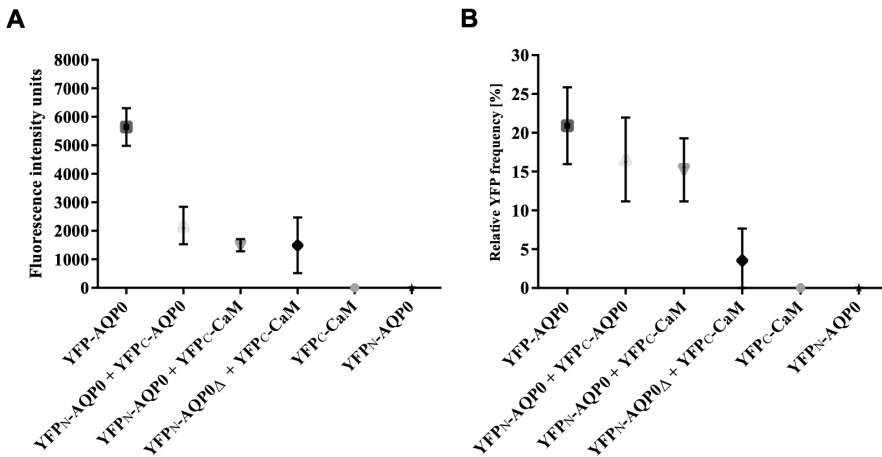 A
Fluorescence intensity units
8000
7000
6000
5000
4000
3000
2000
1000
0
YFP-AQP0
YFPN-AQP0 + YFPC-AQP0
YFPN-AQP0 + YFPC-CaM
YFPN-AQP0Δ + YFPC-CaM
YFPC-CaM
YFPN-AQP0
B
Relative YFP frequency [%]
30
25
20
15
10
5
0
YFP-AQP0
YFPN-AQP0 + YFPC-AQP0
YFPN-AQP0 + YFPC-CaM
YFPN-AQP0Δ + YFPC-CaM
YFPC-CaM
YFPN-AQP0